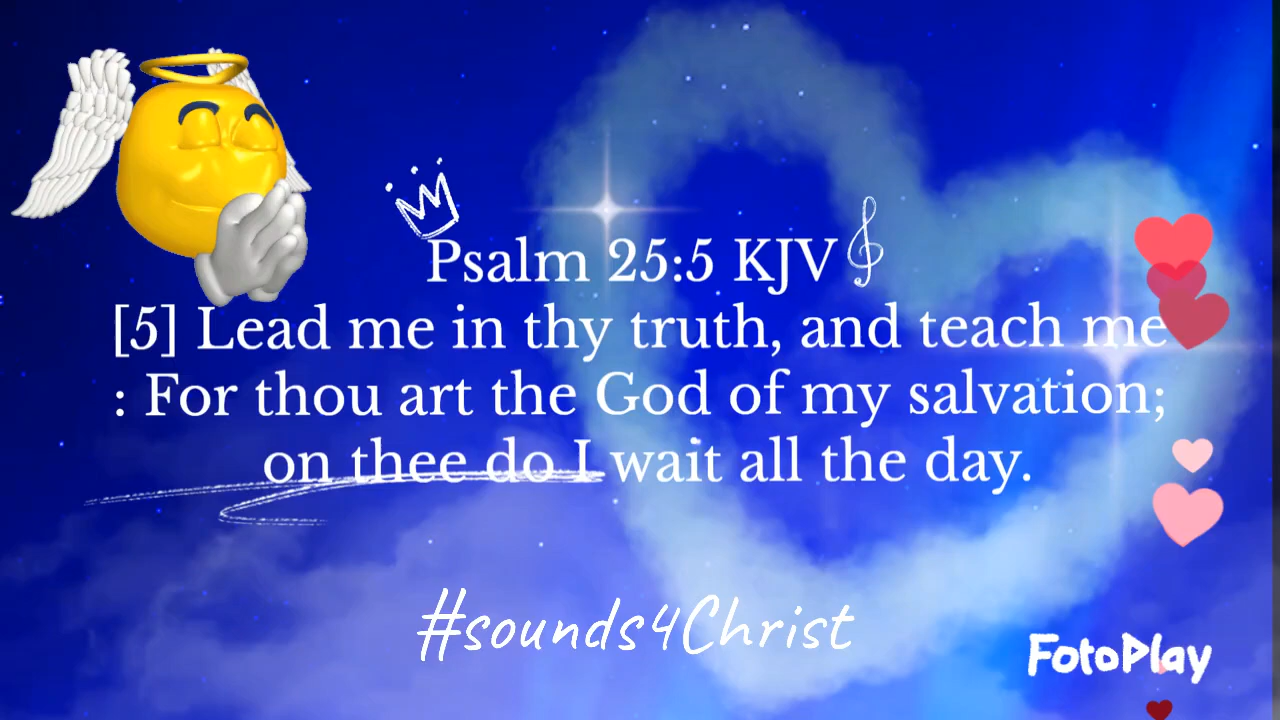 Psalm 25:5 KJV
[5] Lead me in thy truth, and teach me
: For thou art the God of my salvation;
on thee do I wait all the day.
#sounds4Christ
FotoPlay